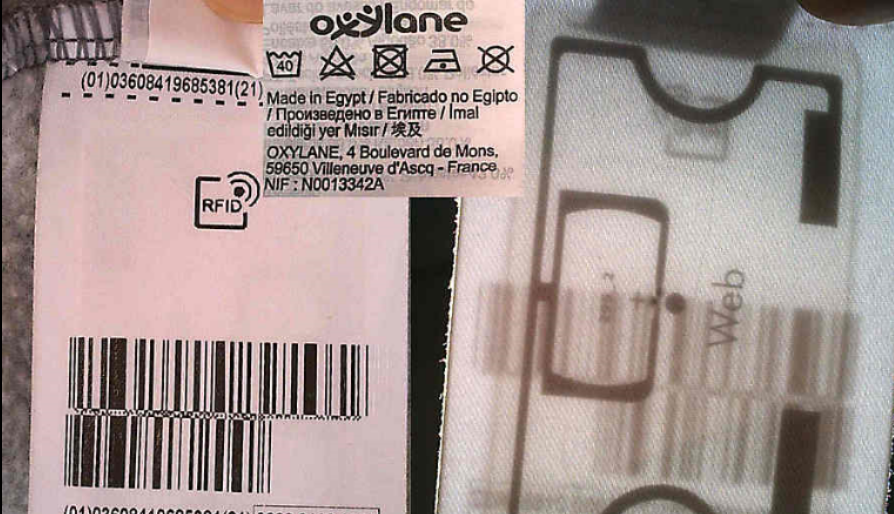 (01)03608419685381(21)
RFID
oxylane
40
Made in Egypt / Fabricado no Egipto
/ Произведено в Египте / İmal
edildiği yer Mısır / 埃及
OXYLANE, 4 Boulevard de Mons,
59650 Villeneuve d'Ascq - France
NIF : N0013342A
Web